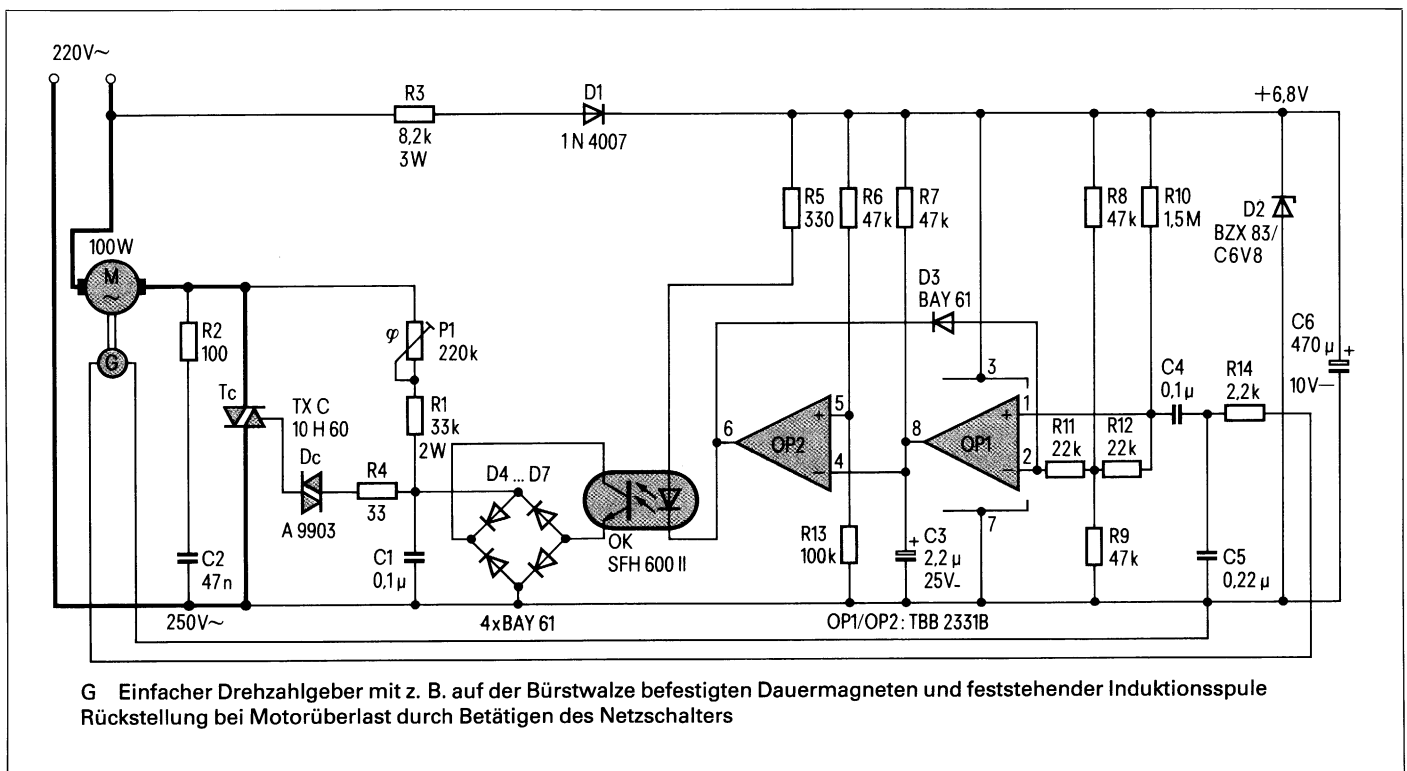 220V~
R3
8,2k
3W
D1
1N 4007
+6,8V
R5
330
R6
47k
R7
47k
R8
47k
R10
1,5M
D2
BZX 83/
C6V8
100W
M
~
G
R2
100
φ
P1
220k
D3
BAY 61
C6
470 µ
+
10V–
Tc
TX C
10 H 60
R1
33k
2W
Dc
A 9903
R4
33
D4 ... D7
OK
SFH 600 II
6
OP2
5
+
4
–
8
OP1
3
1
+
2
–
7
R11
22k
R12
22k
C4
0,1µ
R14
2,2k
C2
47n
250V~
C1
0,1µ
4xBAY 61
R13
100k
+
C3
2,2 µ
25V–
R9
47k
C5
0,22 µ
OP1/OP2: TBB 2331B
G Einfacher Drehzahlgeber mit z. B. auf der Bürstwalze befestigten Dauermagneten und feststehender Induktionsspule
Rückstellung bei Motorüberlast durch Betätigen des Netzschalters